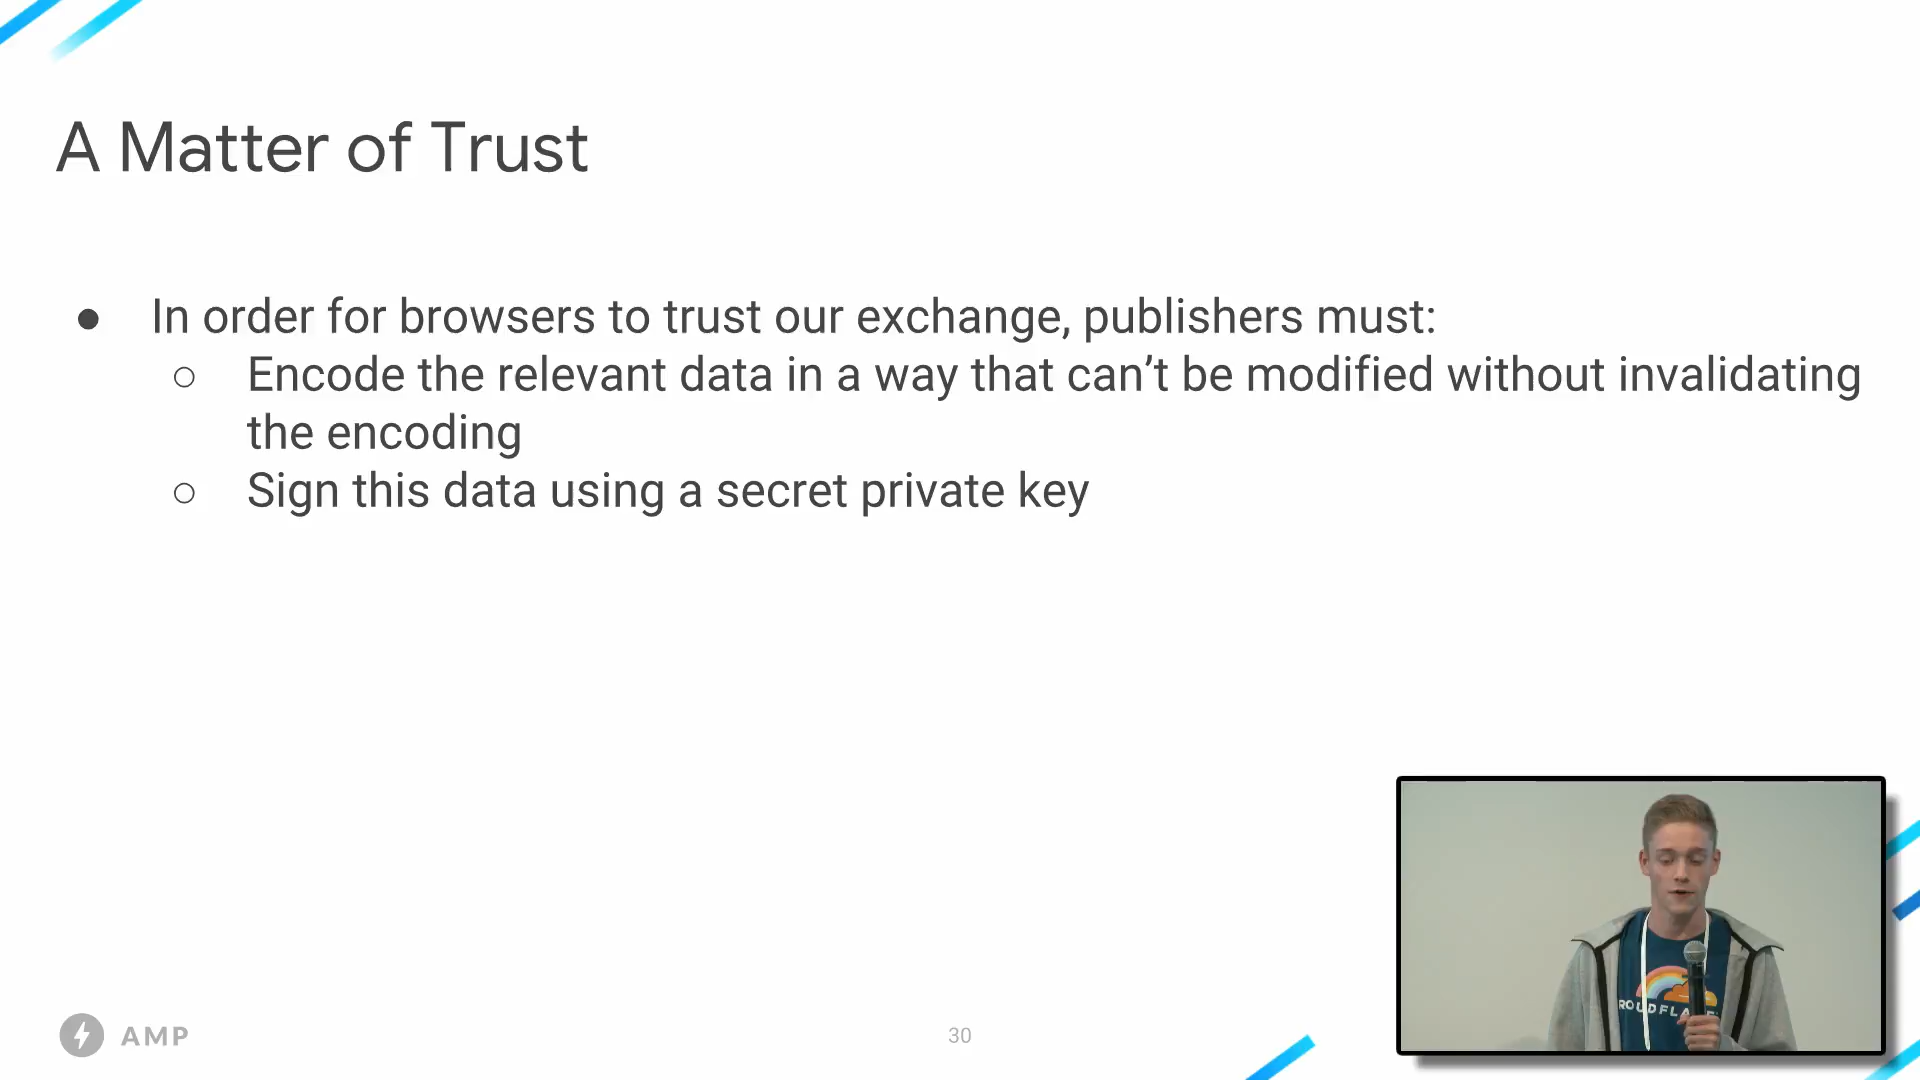 A Matter of Trust
● In order for browsers to trust our exchange, publishers must:
○ Encode the relevant data in a way that can’t be modified without invalidating
the encoding
○ Sign this data using a secret private key
AMP
30